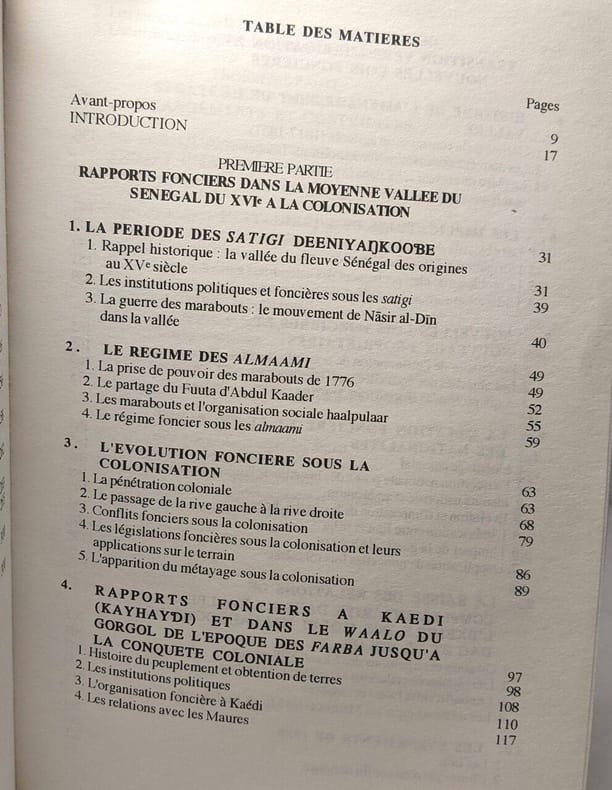 TABLE DES MATIERES
Pages
Avant-propos 9
INTRODUCTION 17
PREMIERE PARTIE
RAPPORTS FONCIERS DANS LA MOYENNE VALLEE DU
SENEGAL DU XVIe A LA COLONISATION
1. LA PERIODE DES SATIGI DEENIYAŊKOOƁE 31
1. Rappel historique : la vallée du fleuve Sénégal des origines
au XVe siècle 31
2. Les institutions politiques et foncières sous les satigi 39
3. La guerre des marabouts : le mouvement de Nāsir al-Dīn
dans la vallée 40
2. LE REGIME DES ALMAAMI 49
1. La prise de pouvoir des marabouts de 1776 49
2. Le partage du Fuuta d'Abdul Kaader 52
3. Les marabouts et l'organisation sociale haalpulaar 55
4. Le régime foncier sous les almaami 59
3. L'EVOLUTION FONCIERE SOUS LA
COLONISATION 63
1. La pénétration coloniale 63
2. Le passage de la rive gauche à la rive droite 68
3. Conflits fonciers sous la colonisation 79
4. Les législations foncières sous la colonisation et leurs
applications sur le terrain 86
5. L'apparition du métayage sous la colonisation 89
4. RAPPORTS FONCIERS A KAEDI
(KAYHAYƊI) ET DANS LE WAALO DU
GORGOL DE L'EPOQUE DES FARBA JUSQU'A
LA CONQUETE COLONIALE 97
1. Histoire du peuplement et obtention de terres 98
2. Les institutions politiques 108
3. L'organisation foncière à Kaédi 110
4. Les relations avec les Maures 117